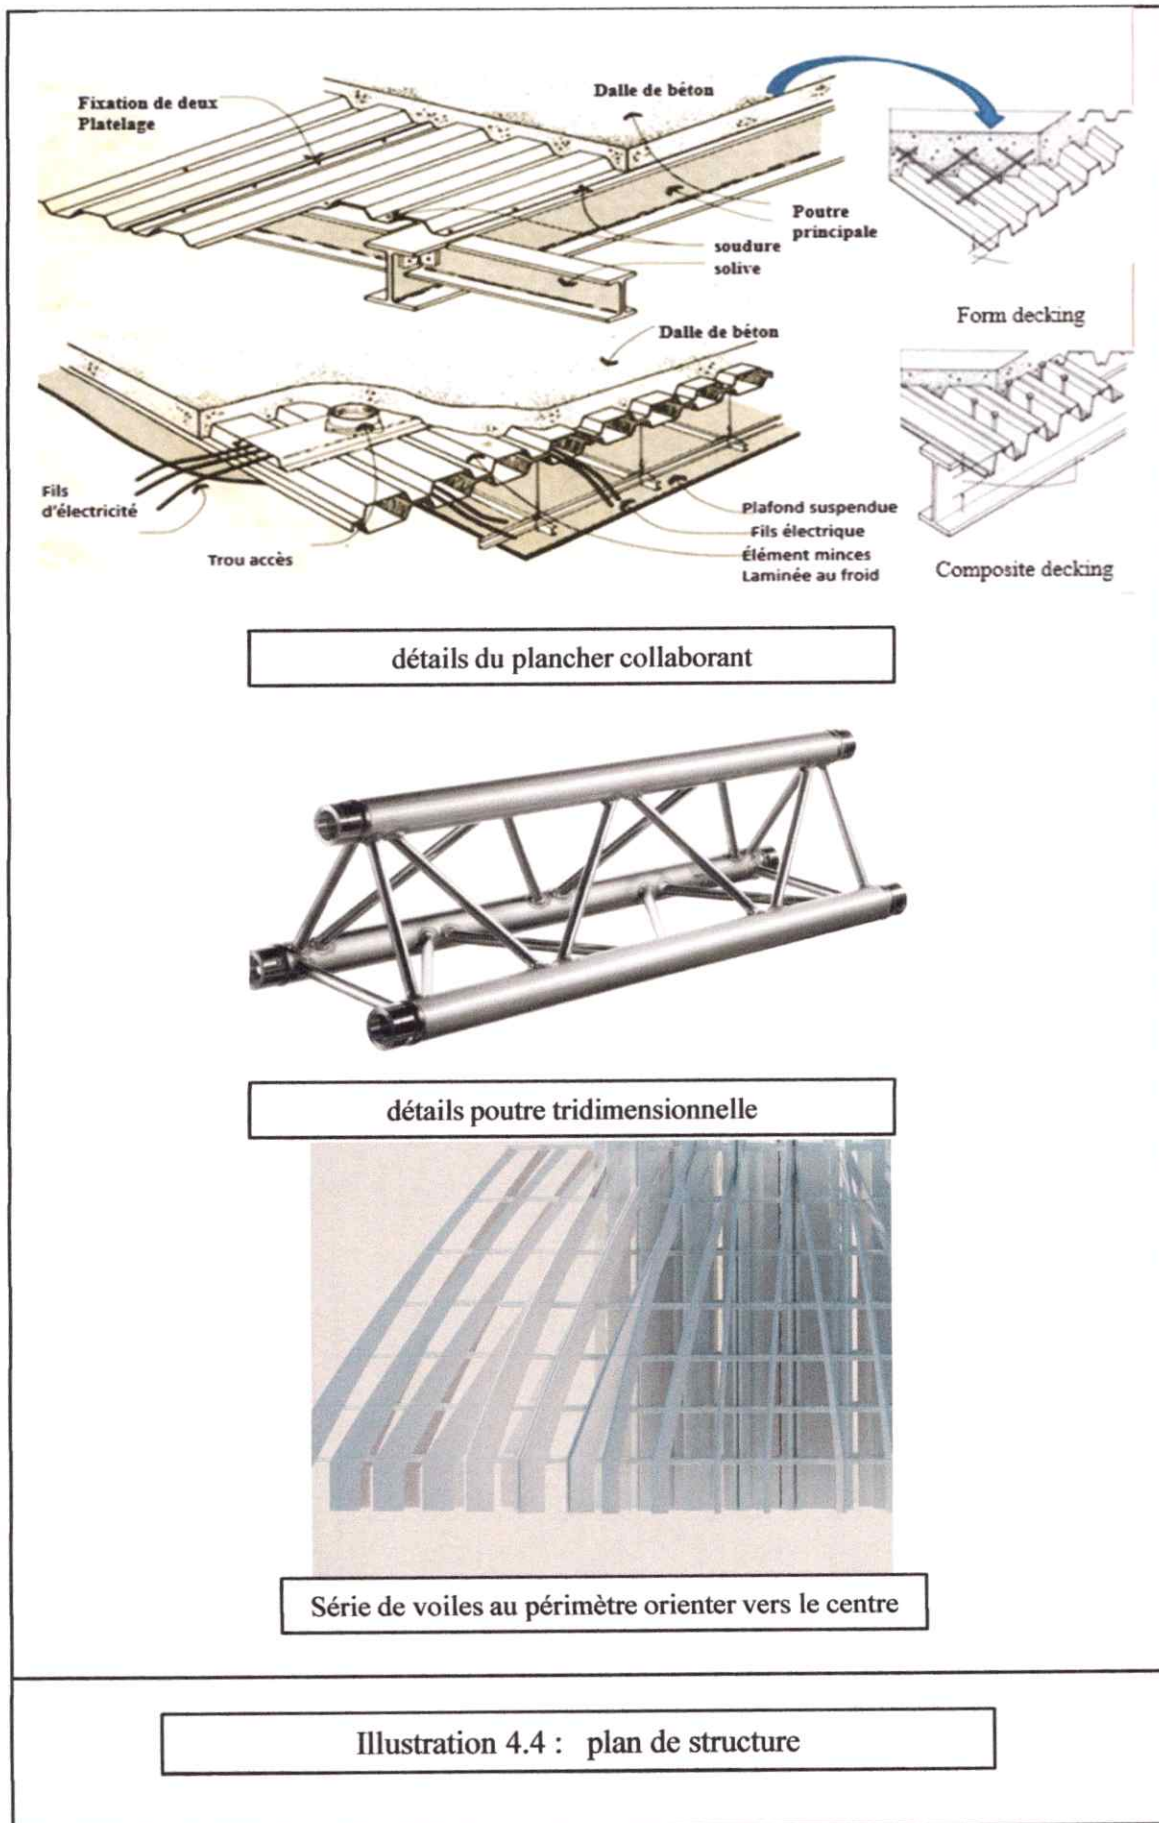 Fixation de deux
Platelage
Dalle de béton
Poutre
principale
soudure
solive
Form decking
Dalle de béton
Fils
d'électricité
Trou accès
Plafond suspendue
Fils électrique
Élément minces
Laminée au froid
Composite decking
détails du plancher collaborant
détails poutre tridimensionnelle
Série de voiles au périmètre orienter vers le centre
Illustration 4.4 : plan de structure